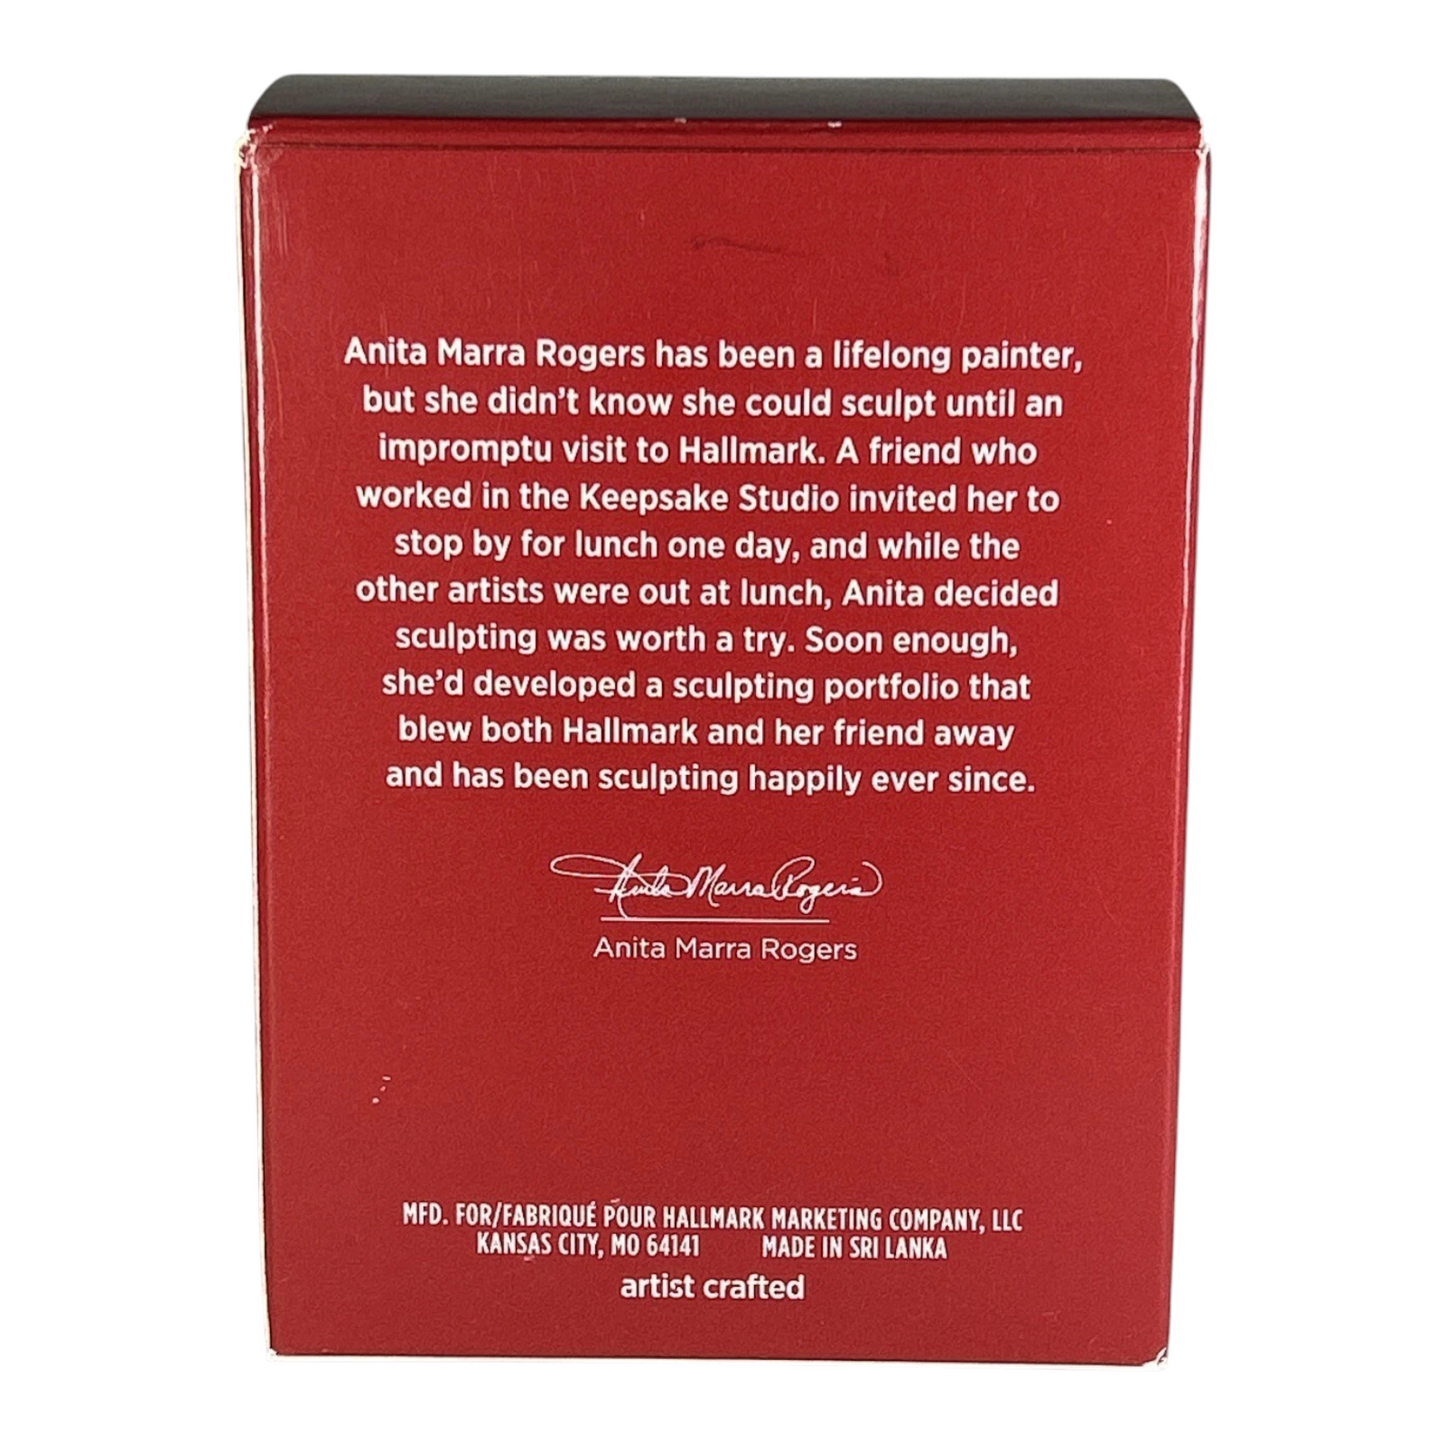 Anita Marra Rogers has been a lifelong painter,
but she didn’t know she could sculpt until an
impromptu visit to Hallmark. A friend who
worked in the Keepsake Studio invited her to
stop by for lunch one day, and while the
other artists were out at lunch, Anita decided
sculpting was worth a try. Soon enough,
she’d developed a sculpting portfolio that
blew both Hallmark and her friend away
and has been sculpting happily ever since.
Anita Marra Rogers
Anita Marra Rogers
MFD. FOR/FABRIQUÉ POUR HALLMARK MARKETING COMPANY, LLC
KANSAS CITY, MO 64141 MADE IN SRI LANKA
artist crafted